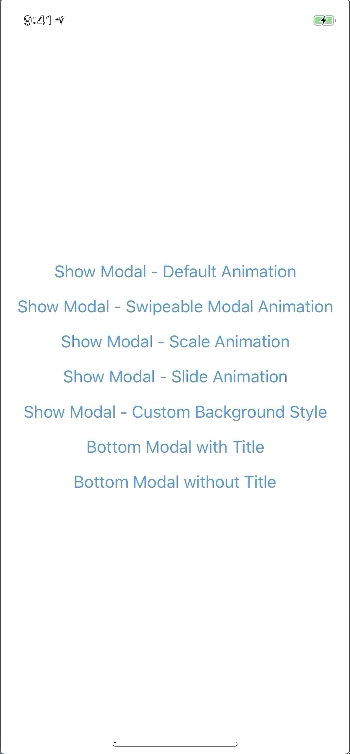 9:41
Show Modal - Default Animation
Show Modal - Swipeable Modal Animation
Show Modal - Scale Animation
Show Modal - Slide Animation
Show Modal - Custom Background Style
Bottom Modal with Title
Bottom Modal without Title